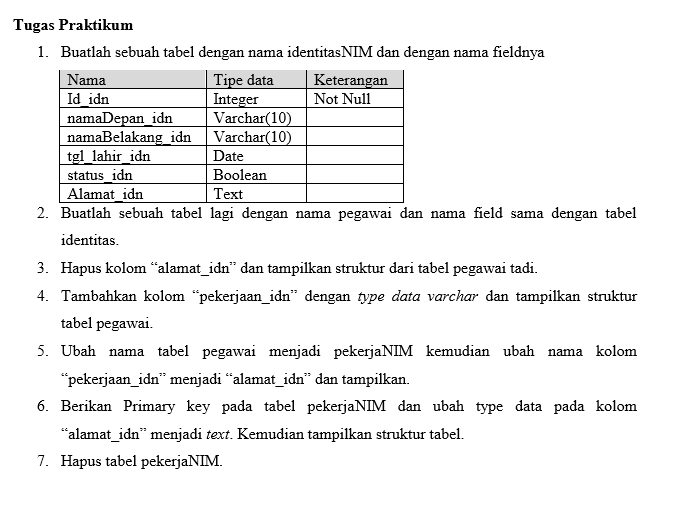 Tugas Praktikum
1. Buatlah sebuah tabel dengan nama identitasNIM dan dengan nama fieldnya
Nama Tipe data Keterangan
Id_idn Integer Not Null
namaDepan_idn Varchar(10)
namaBelakang_idn Varchar(10)
tgl_lahir_idn Date
status_idn Boolean
Alamat_idn Text
2. Buatlah sebuah tabel lagi dengan nama pegawai dan nama field sama dengan tabel
identitas.
3. Hapus kolom “alamat_idn” dan tampilkan struktur dari tabel pegawai tadi.
4. Tambahkan kolom “pekerjaan_idn” dengan type data varchar dan tampilkan struktur
tabel pegawai.
5. Ubah nama tabel pegawai menjadi pekerjaNIM kemudian ubah nama kolom
“pekerjaan_idn” menjadi “alamat_idn” dan tampilkan.
6. Berikan Primary key pada tabel pekerjaNIM dan ubah type data pada kolom
“alamat_idn” menjadi text. Kemudian tampilkan struktur tabel.
7. Hapus tabel pekerjaNIM.